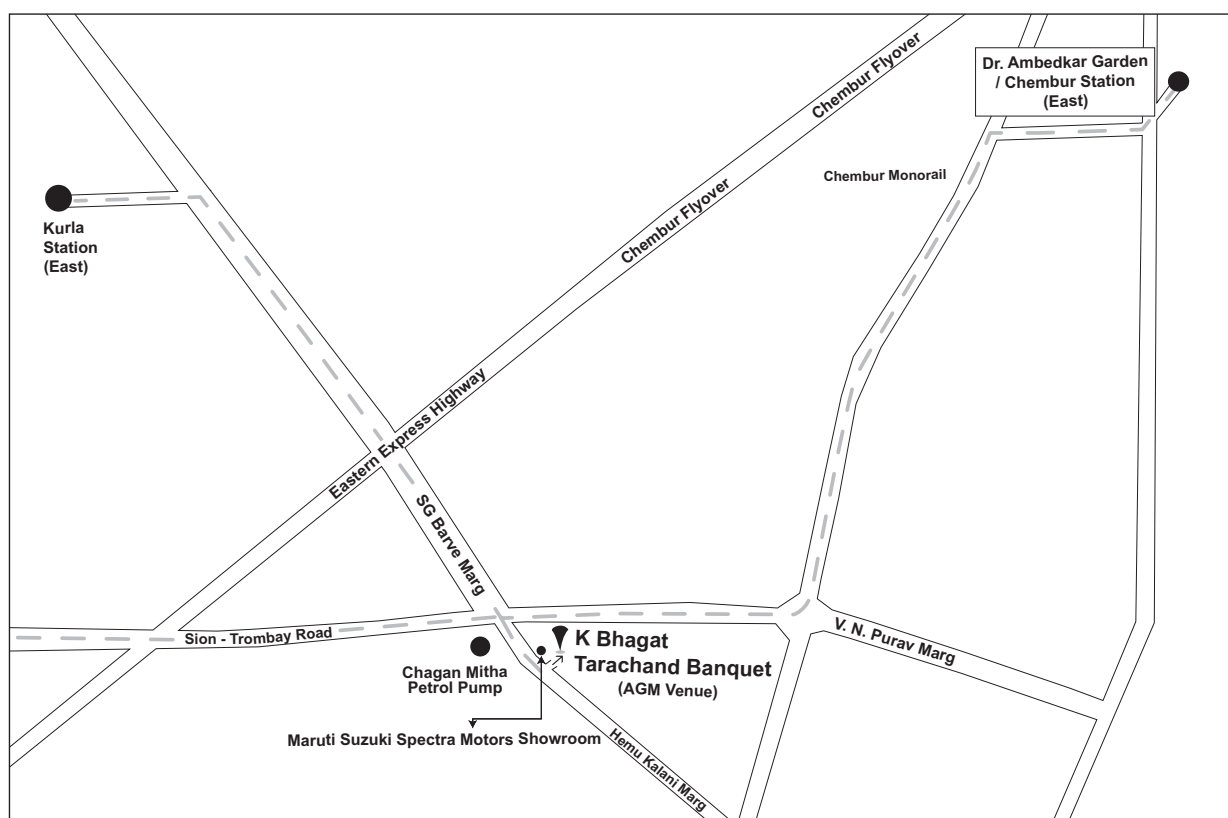 Chembur Flyover
Dr. Ambedkar Garden
/ Chembur Station
(East)
Chembur Monorail
Chembur Flyover
Kurla
Station
(East)
Eastern Express Highway
SG Barve Marg
Sion - Trombay Road
V. N. Purav Marg
K Bhagat
Tarachand Banquet
(AGM Venue)
Chagan Mitha
Petrol Pump
Maruti Suzuki Spectra Motors Showroom
Hemu Kalani Marg